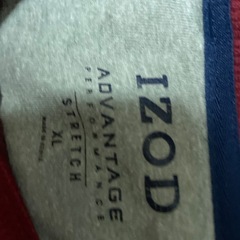 IZOD
ADVANTAGE
PERFORMANCE
STRETCH
XL